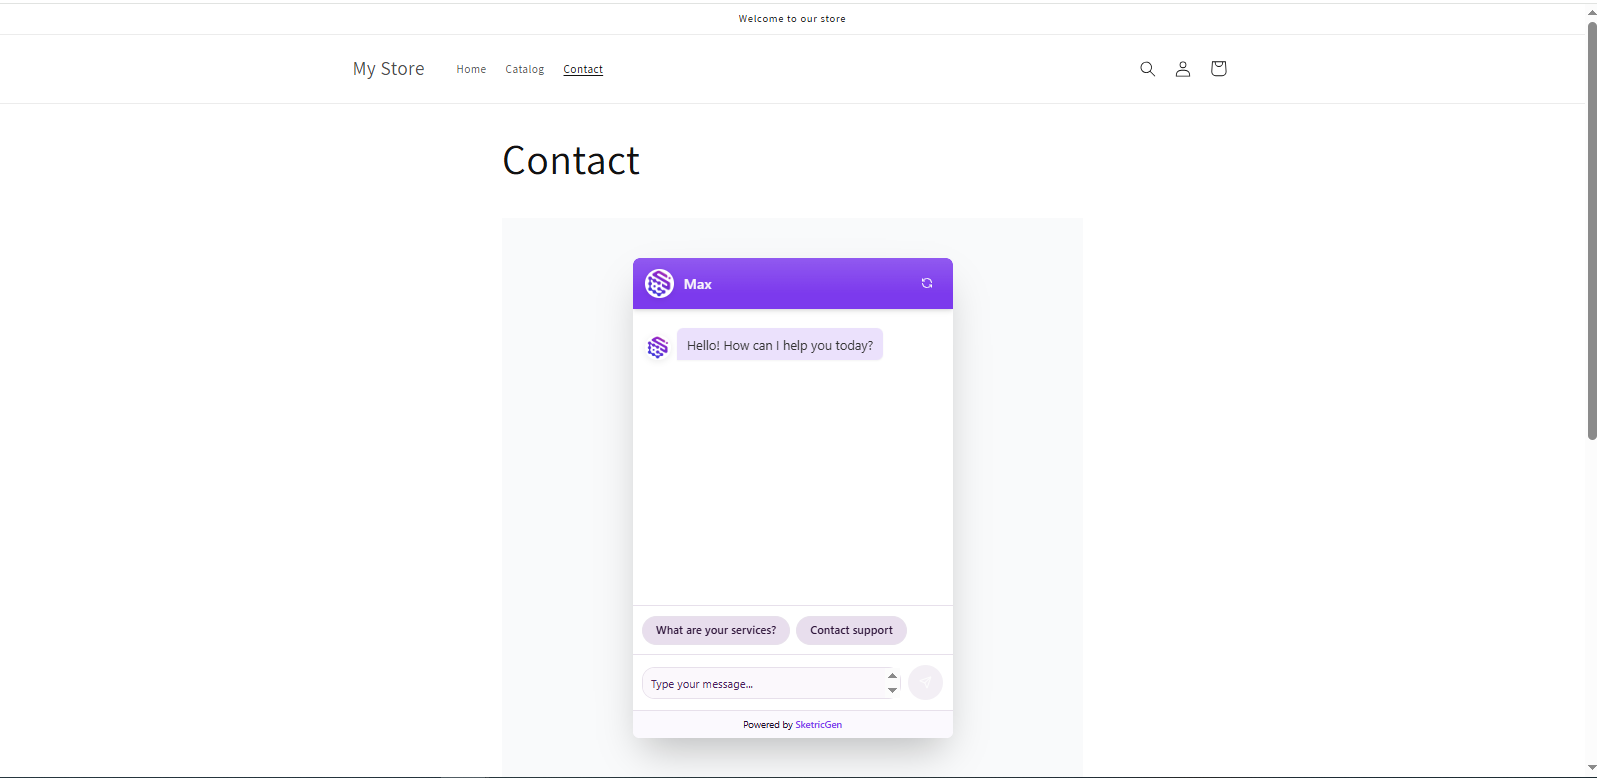 Welcome to our store
My Store
Home
Catalog
Contact
Contact
Max
Hello! How can I help you today?
What are your services?
Contact support
Type your message...
Powered by SketricGen